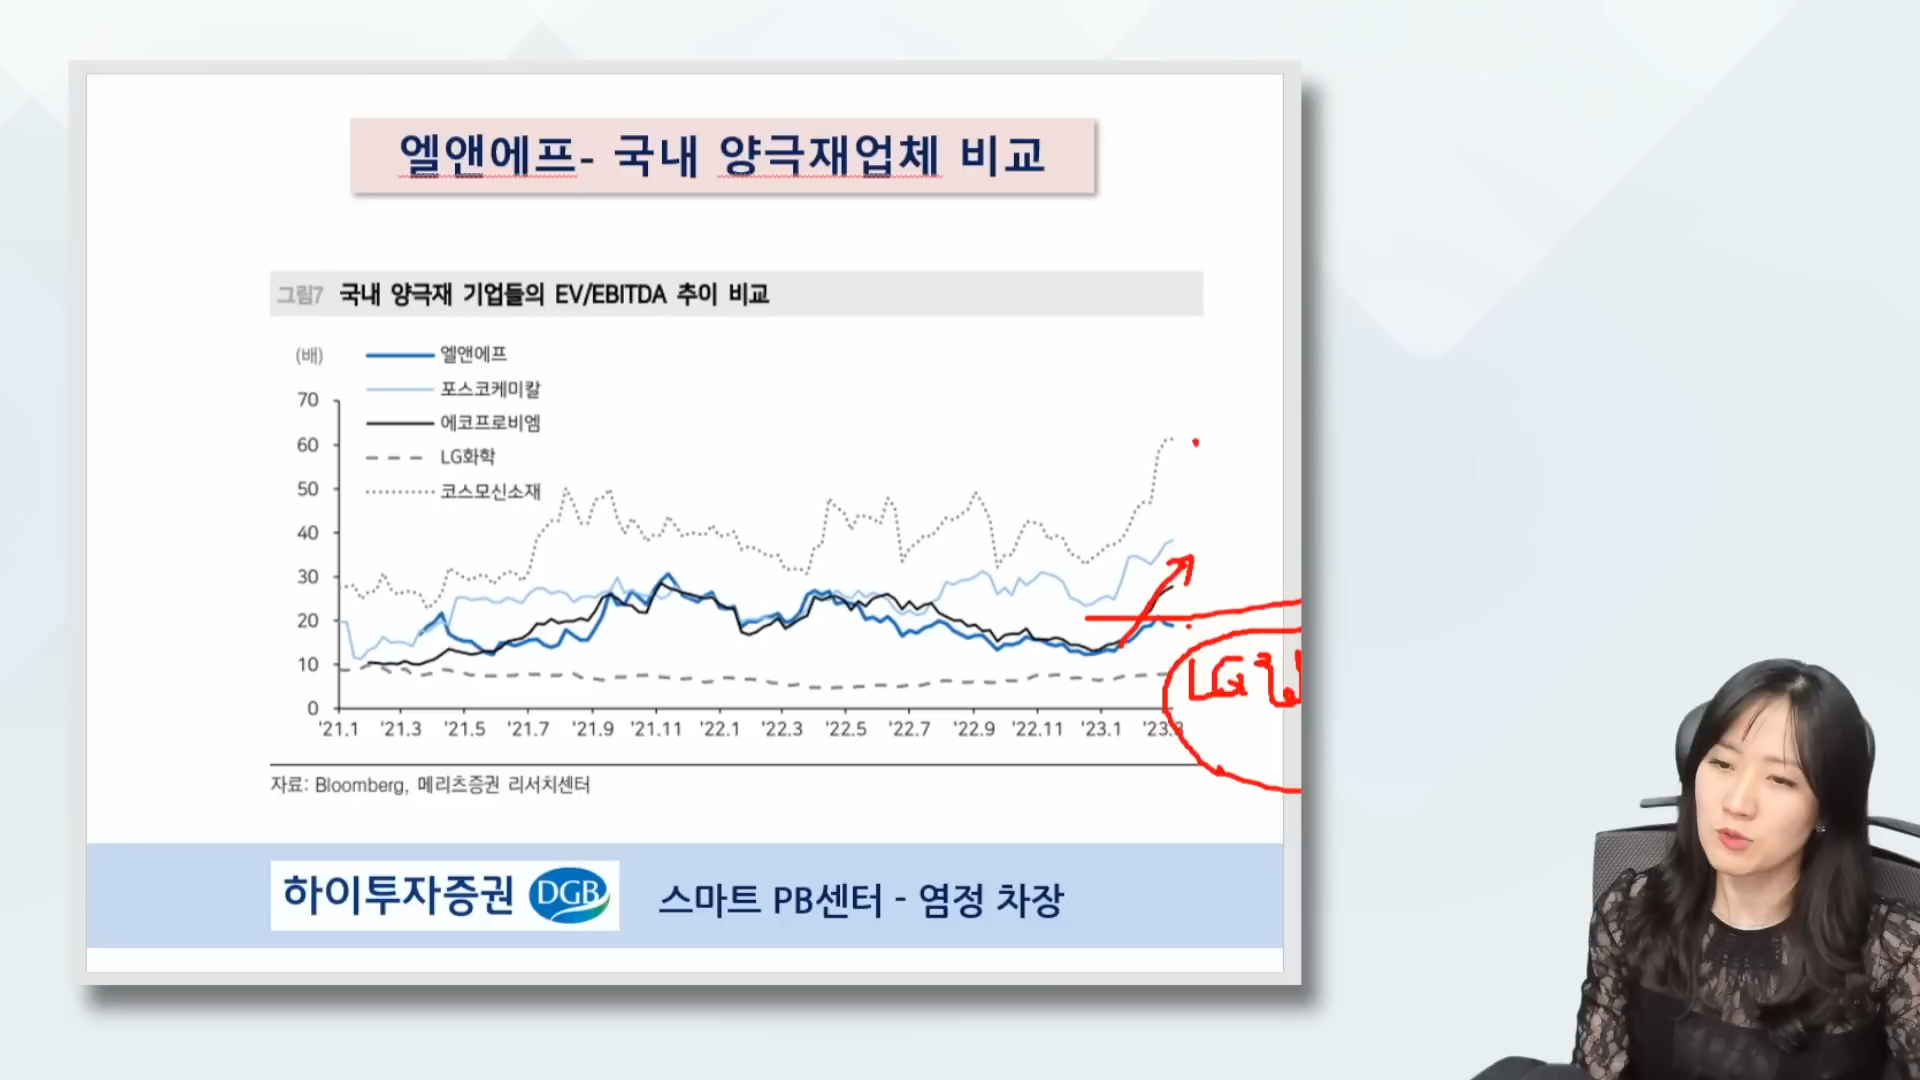 엘앤에프- 국내 양극재업체 비교
그림7 국내 양극재 기업들의 EV/EBITDA 추이 비교
(배)
엘앤에프
포스코케미칼
에코프로비엠
LG화학
코스모신소재
70
60
50
40
30
20
10
0
'21.1 '21.3 '21.5 '21.7 '21.9 '21.11 '22.1 '22.3 '22.5 '22.7 '22.9 '22.11 '23.1 '23.3
LG
자료: Bloomberg, 메리츠증권 리서치센터
하이투자증권 DGB 스마트 PB센터 - 염정 차장